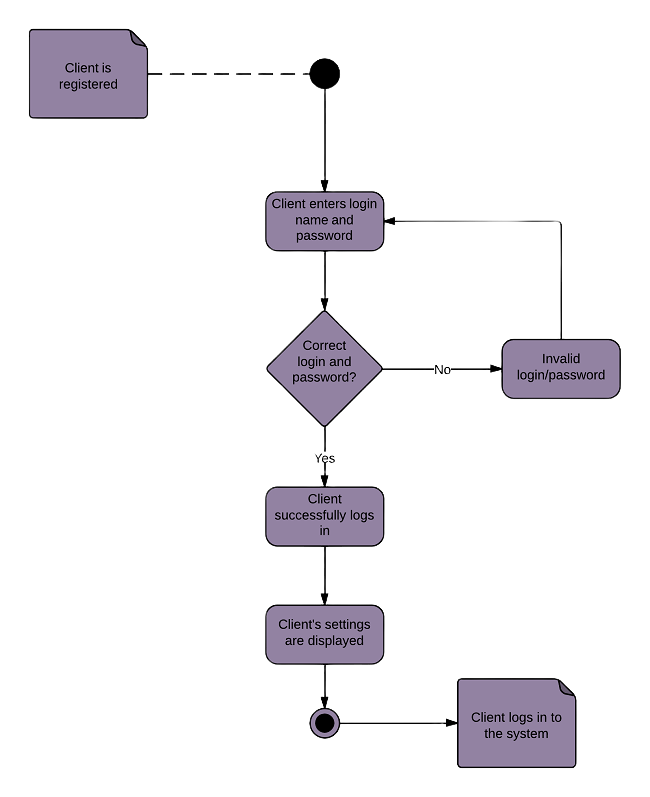 Client is
registered
Client enters login
name and
password
Correct
login and
password?
No
Invalid
login/password
Yes
Client
successfully logs
in
Client's settings
are displayed
Client logs in to
the system